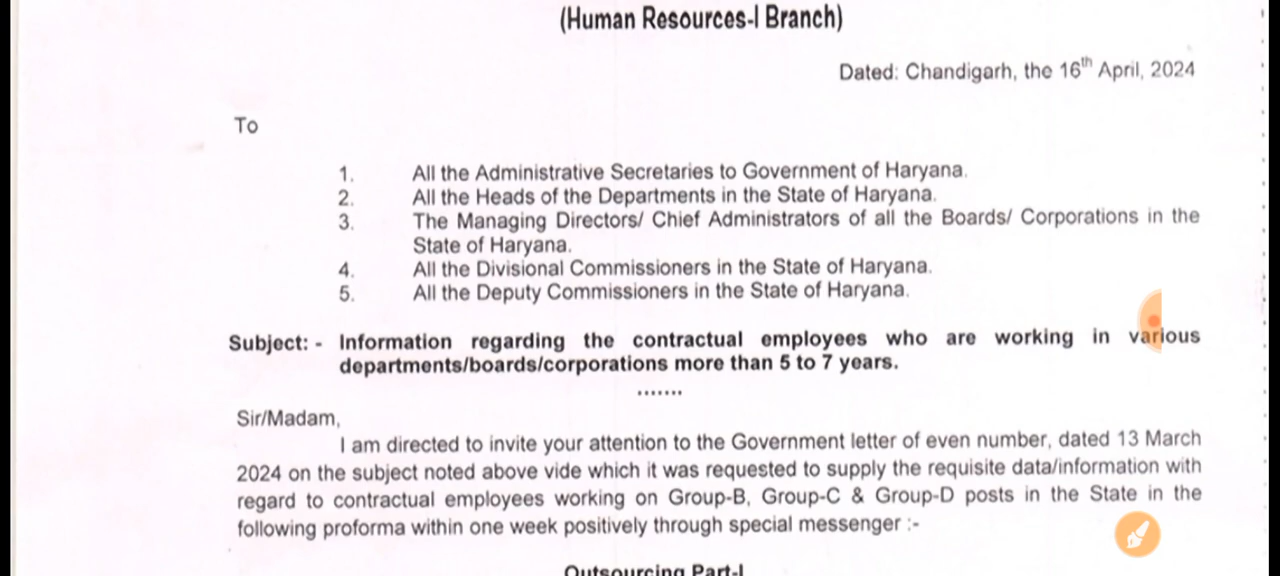 (Human Resources-I Branch)
Dated: Chandigarh, the 16th April, 2024
To
1. All the Administrative Secretaries to Government of Haryana.
2. All the Heads of the Departments in the State of Haryana.
3. The Managing Directors/ Chief Administrators of all the Boards/ Corporations in the
State of Haryana.
4. All the Divisional Commissioners in the State of Haryana.
5. All the Deputy Commissioners in the State of Haryana.
Subject: - Information regarding the contractual employees who are working in various
departments/boards/corporations more than 5 to 7 years.
.......
Sir/Madam,
I am directed to invite your attention to the Government letter of even number, dated 13 March
2024 on the subject noted above vide which it was requested to supply the requisite data/information with
regard to contractual employees working on Group-B, Group-C & Group-D posts in the State in the
following proforma within one week positively through special messenger :-
Outsourcing Part-I